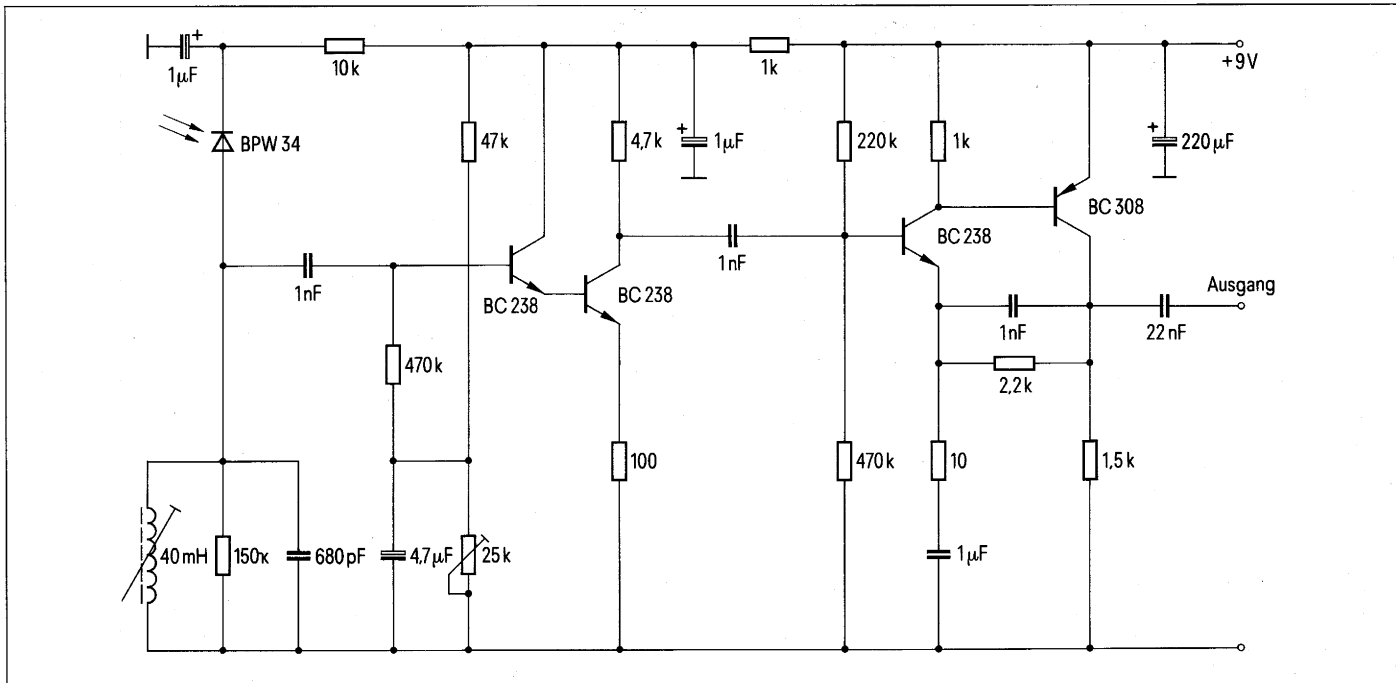 +
1µF
10k
1k
+9V
BPW 34
47k
4,7k
+
1µF
220k
1k
+
220µF
BC 308
BC 238
BC 238
BC 238
1nF
1nF
Ausgang
1nF
22nF
470k
2,2k
100
470k
10
1,5k
40mH
150k
680pF
4,7µF
25k
1µF